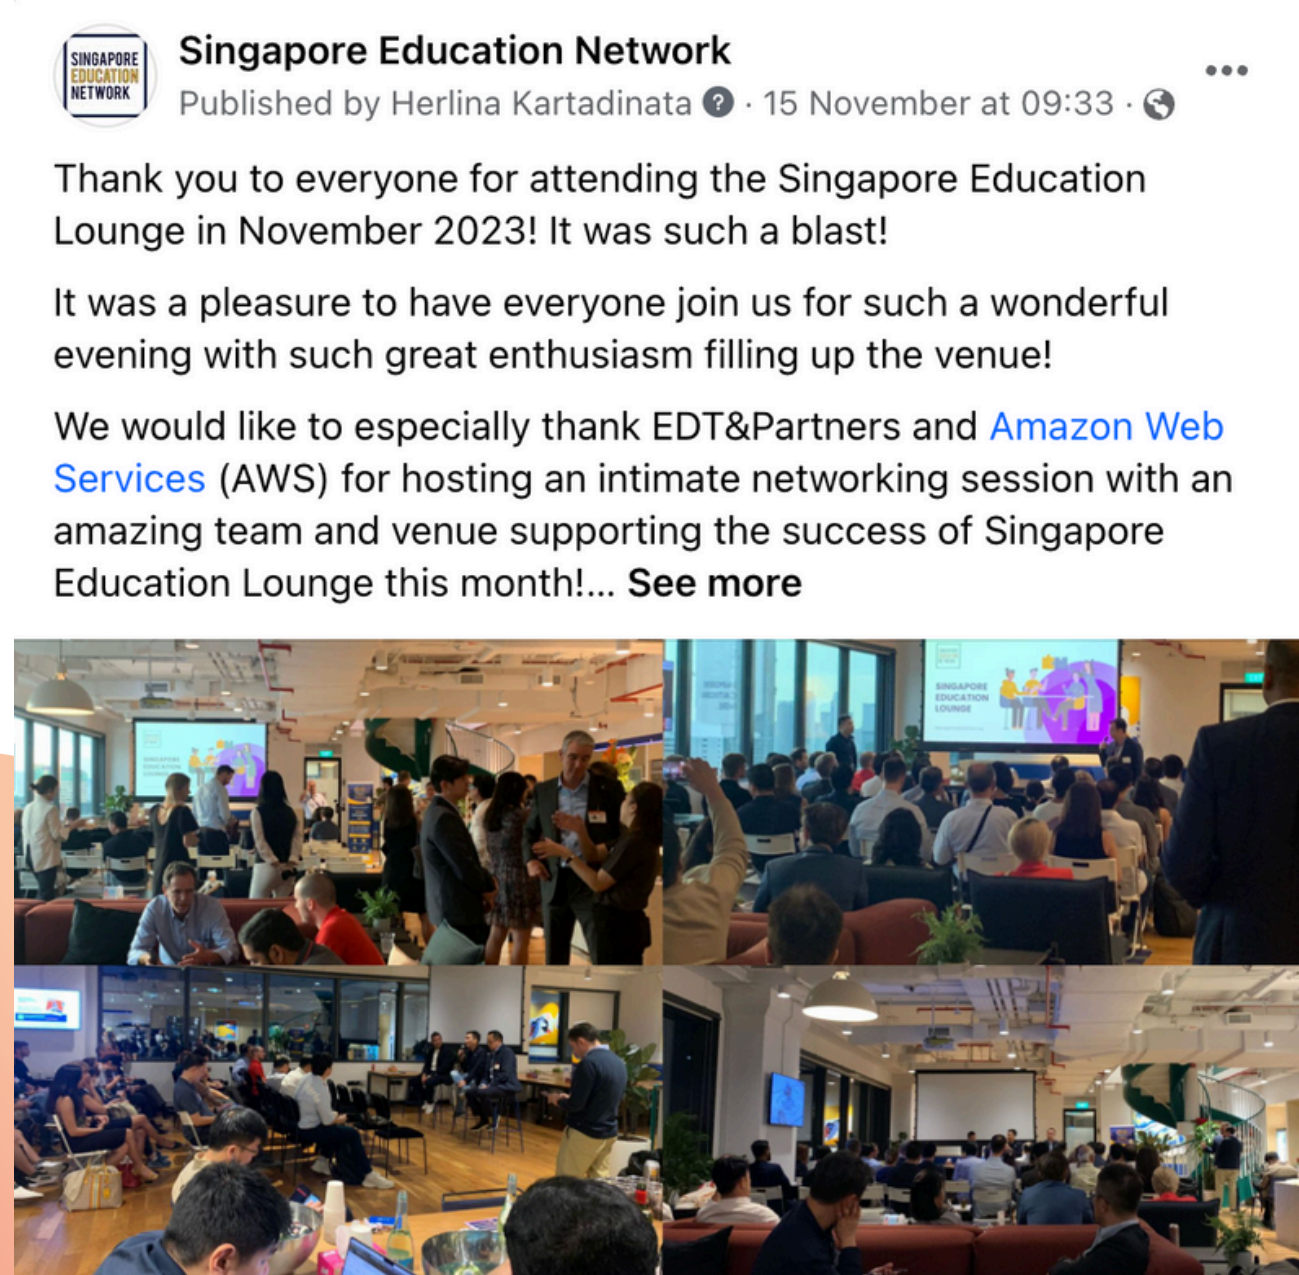 SINGAPORE
EDUCATION
NETWORK
Singapore Education Network
Published by Herlina Kartadinata · 15 November at 09:33 ·
Thank you to everyone for attending the Singapore Education
Lounge in November 2023! It was such a blast!
It was a pleasure to have everyone join us for such a wonderful
evening with such great enthusiasm filling up the venue!
We would like to especially thank EDT&Partners and Amazon Web
Services (AWS) for hosting an intimate networking session with an
amazing team and venue supporting the success of Singapore
Education Lounge this month!... See more
SINGAPORE
EDUCATION
LOUNGE
SINGAPORE
EDUCATION
LOUNGE